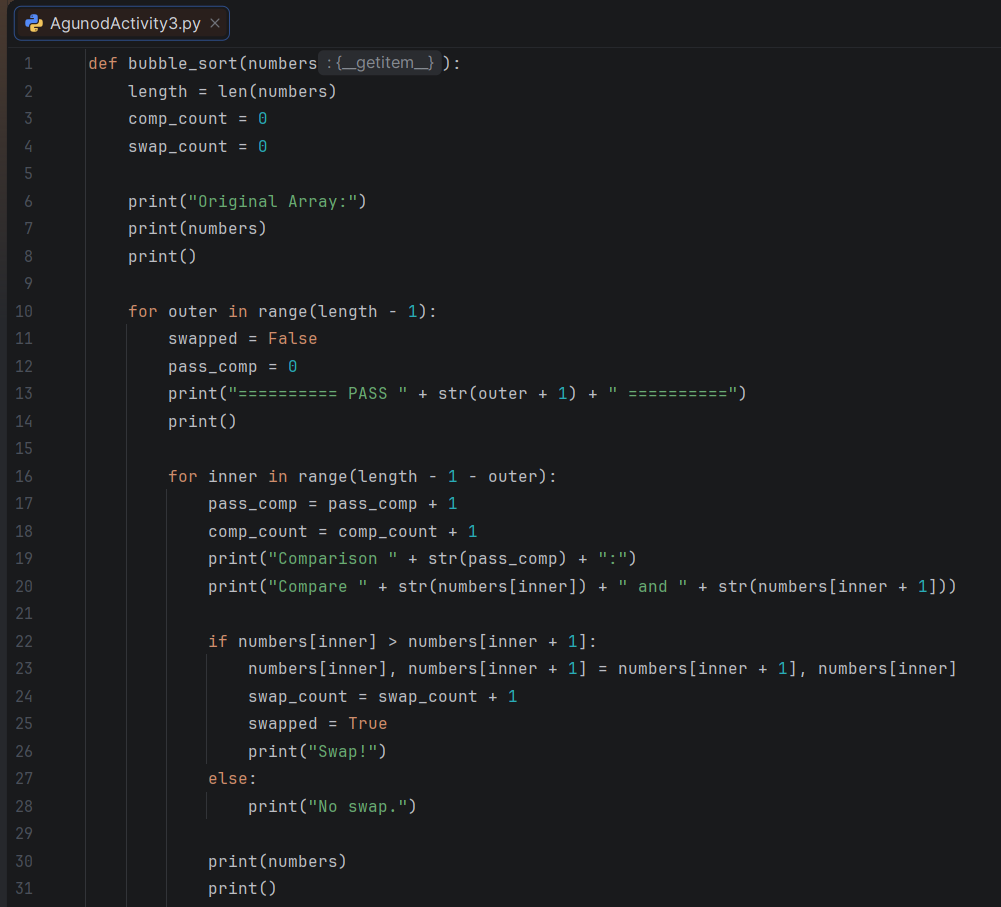 AgunodActivity3.py ×
1 def bubble_sort(numbers : {__getitem__} ):
2     length = len(numbers)
3     comp_count = 0
4     swap_count = 0
5
6     print("Original Array:")
7     print(numbers)
8     print()
9
10     for outer in range(length - 1):
11         swapped = False
12         pass_comp = 0
13         print("========== PASS " + str(outer + 1) + " ==========")
14         print()
15
16         for inner in range(length - 1 - outer):
17             pass_comp = pass_comp + 1
18             comp_count = comp_count + 1
19             print("Comparison " + str(pass_comp) + ":")
20             print("Compare " + str(numbers[inner]) + " and " + str(numbers[inner + 1]))
21
22             if numbers[inner] > numbers[inner + 1]:
23                 numbers[inner], numbers[inner + 1] = numbers[inner + 1], numbers[inner]
24                 swap_count = swap_count + 1
25                 swapped = True
26                 print("Swap!")
27             else:
28                 print("No swap.")
29
30             print(numbers)
31             print()